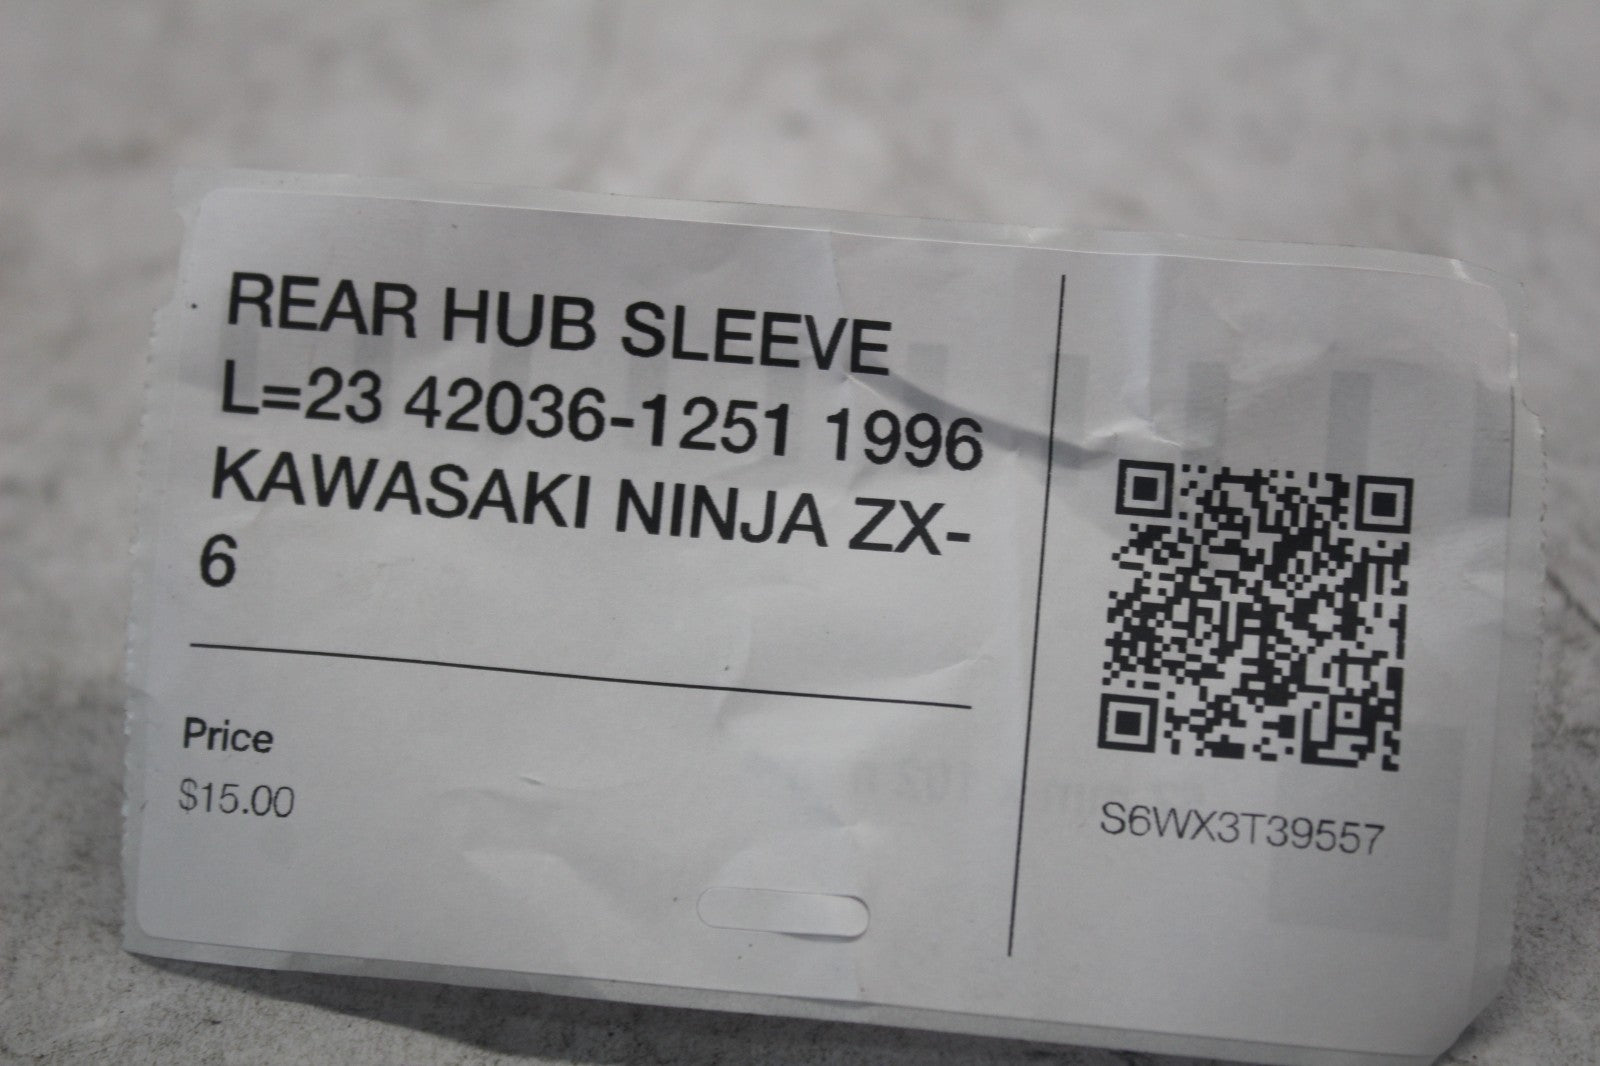 REAR HUB SLEEVE
L=23 42036-1251 1996
KAWASAKI NINJA ZX-
6
Price
$15.00
S6WX3T39557